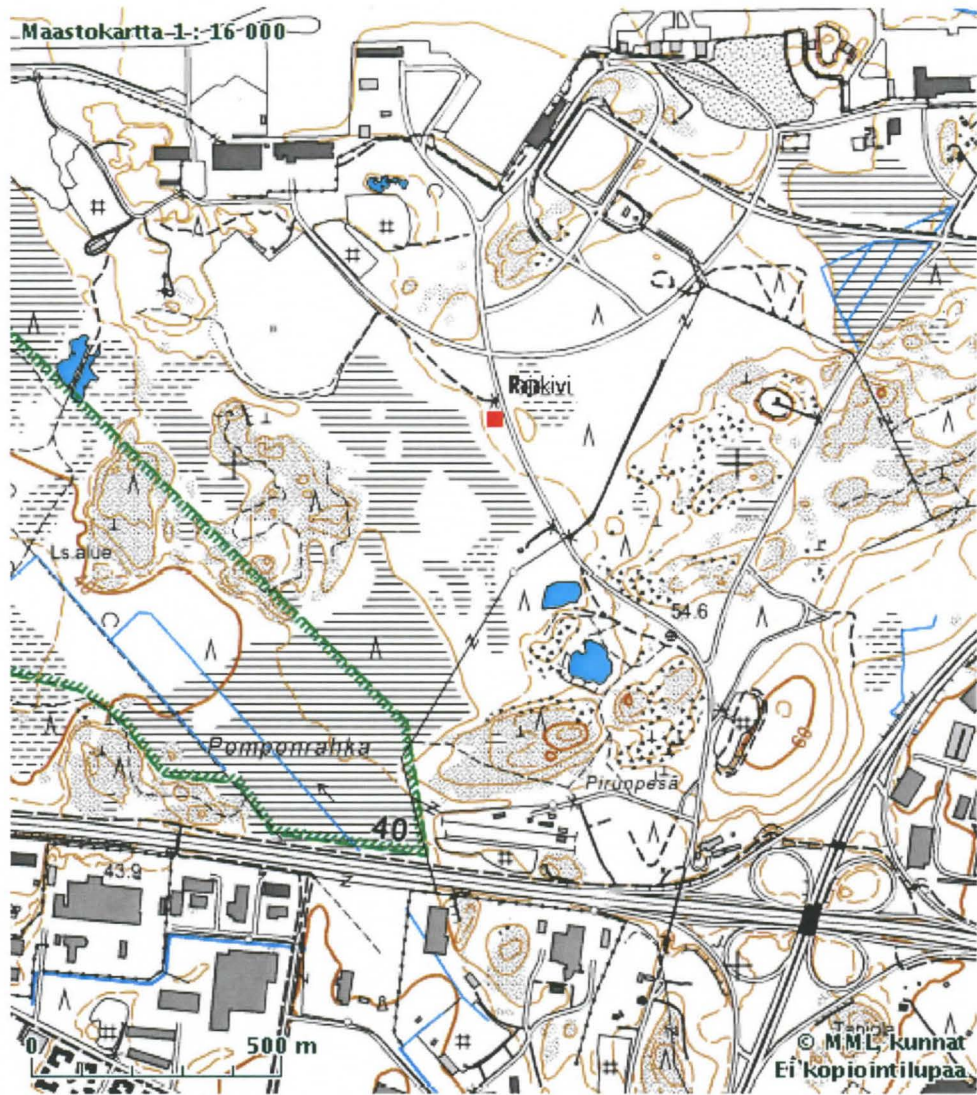 Maastokartta 1 : 16 000
Ls.alue
54.6
60
Pomponrahka
Pirunpesä
40
43.9
0
500 m
© MML, kunnat
Ei kopiointilupaa